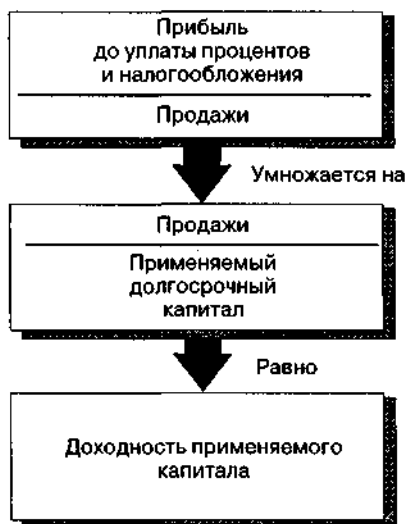 Прибыль
до уплаты процентов
и налогообложения
Продажи
Умножается на
Продажи
Применяемый
долгосрочный
капитал
Равно
Доходность применяемого
капитала